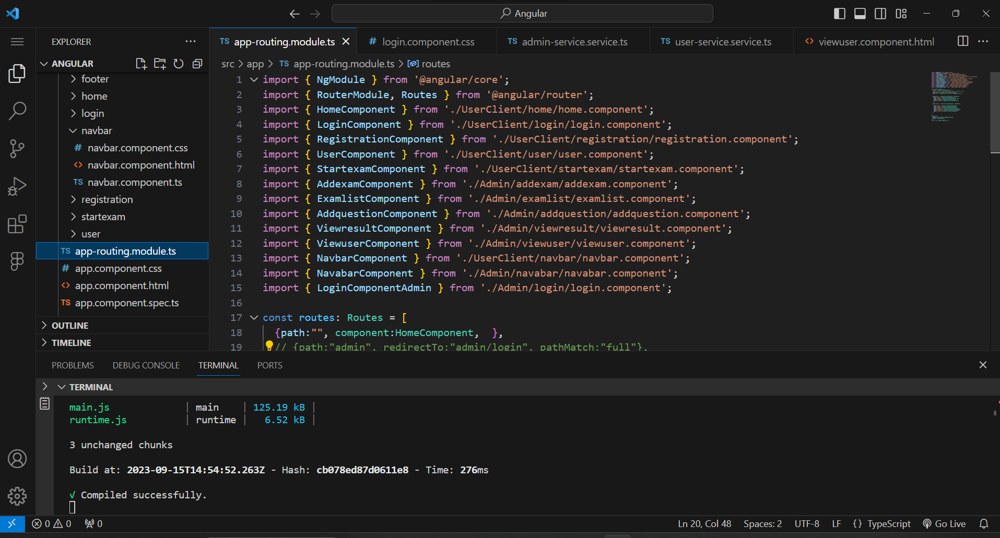 Angular
EXPLORER
ANGULAR
footer
home
login
navbar
# navbar.component.css
<> navbar.component.html
TS navbar.component.ts
registration
startexam
user
TS app-routing.module.ts
# app.component.css
<> app.component.html
TS app.component.spec.ts
OUTLINE
TIMELINE
TS app-routing.module.ts
# login.component.css
TS admin-service.service.ts
TS user-service.service.ts
<> viewuser.component.html
src > app > TS app-routing.module.ts > routes
1 import { NgModule } from '@angular/core';
2 import { RouterModule, Routes } from '@angular/router';
3 import { HomeComponent } from './UserClient/home/home.component';
4 import { LoginComponent } from './UserClient/login/login.component';
5 import { RegistrationComponent } from './UserClient/registration/registration.component';
6 import { UserComponent } from './UserClient/user/user.component';
7 import { StartexamComponent } from './UserClient/startexam/startexam.component';
8 import { AddexamComponent } from './Admin/addexam/addexam.component';
9 import { ExamlistComponent } from './Admin/examlist/examlist.component';
10 import { AddquestionComponent } from './Admin/addquestion/addquestion.component';
11 import { ViewresultComponent } from './Admin/viewresult/viewresult.component';
12 import { ViewuserComponent } from './Admin/viewuser/viewuser.component';
13 import { NavbarComponent } from './UserClient/navbar/navbar.component';
14 import { NavabarComponent } from './Admin/navabar/navabar.component';
15 import { LoginComponentAdmin } from './Admin/login/login.component';
16
17 const routes: Routes = [
18 {path:"", component:HomeComponent,  },
19 // {path:"admin", redirectTo:"admin/login", pathMatch:"full"},
PROBLEMS
DEBUG CONSOLE
TERMINAL
PORTS
TERMINAL
main.js | main | 125.19 kB |
runtime.js | runtime | 6.52 kB |
3 unchanged chunks
Build at: 2023-09-15T14:54:52.263Z - Hash: cb078ed87d0611e8 - Time: 276ms
√ Compiled successfully.
0 0 0
Ln 20, Col 48
Spaces: 2
UTF-8
LF
{ } TypeScript
Go Live